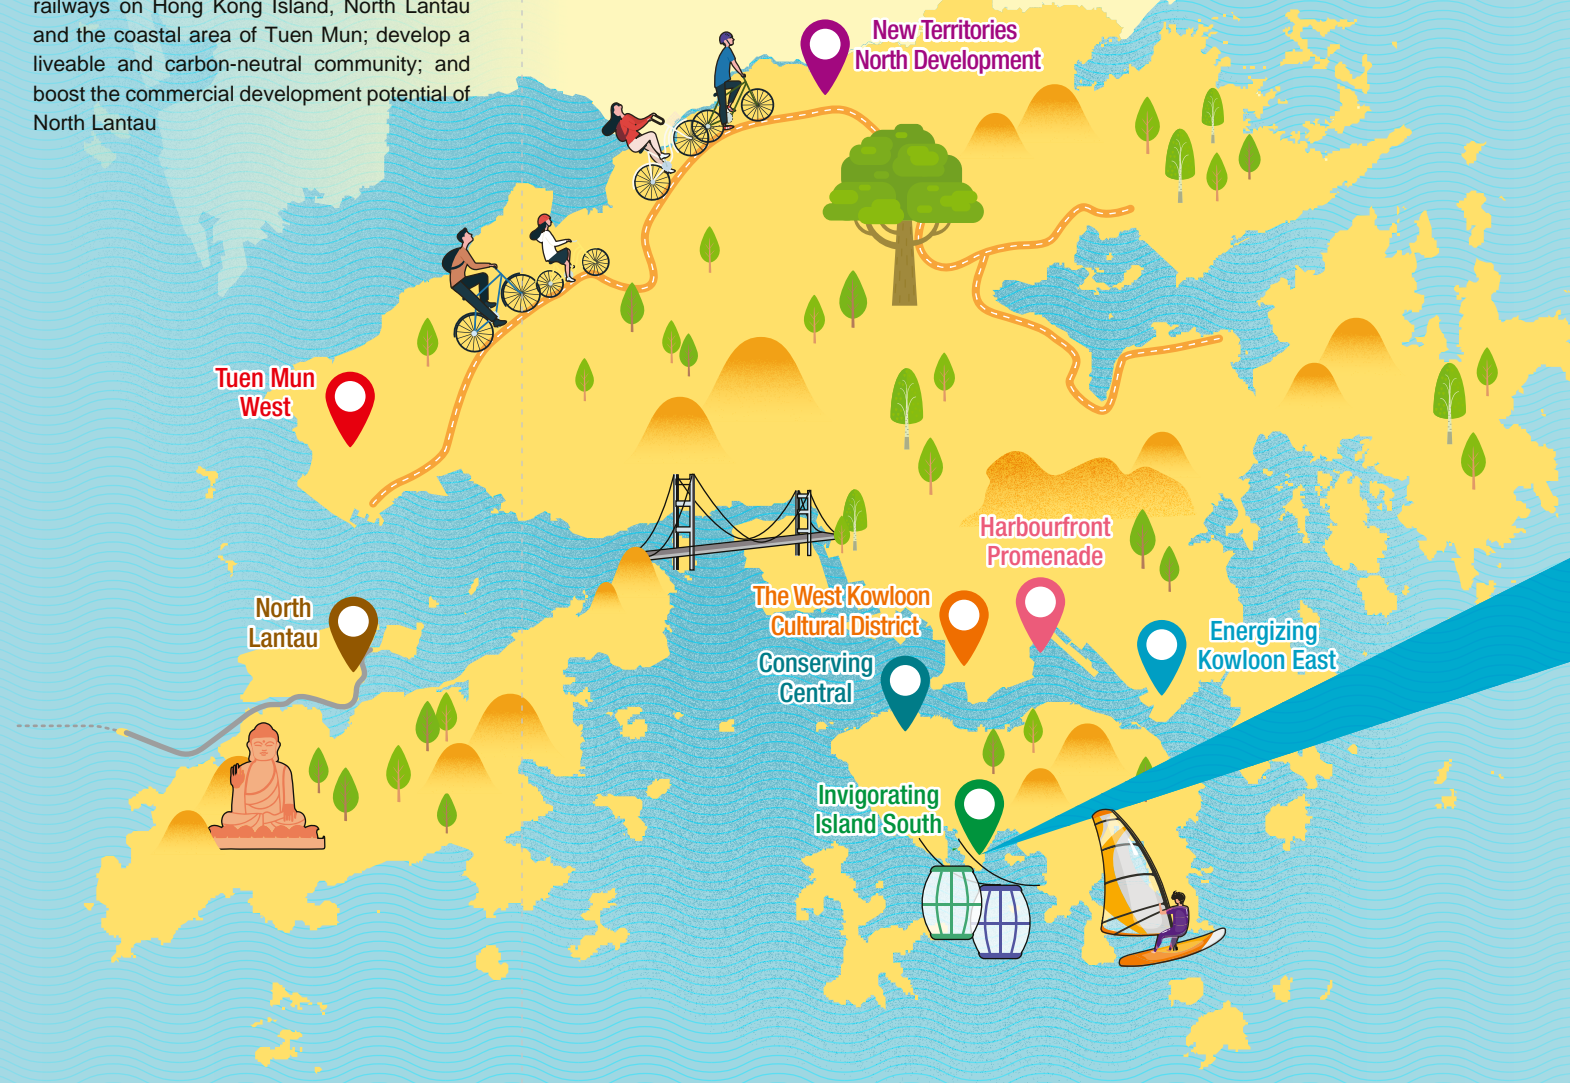 railways on Hong Kong Island, North Lantau
and the coastal area of Tuen Mun; develop a
liveable and carbon-neutral community; and
boost the commercial development potential of
North Lantau
New Territories
North Development
Tuen Mun
West
Harbourfront
Promenade
The West Kowloon
Cultural District
North
Lantau
Energizing
Kowloon East
Conserving
Central
Invigorating
Island South